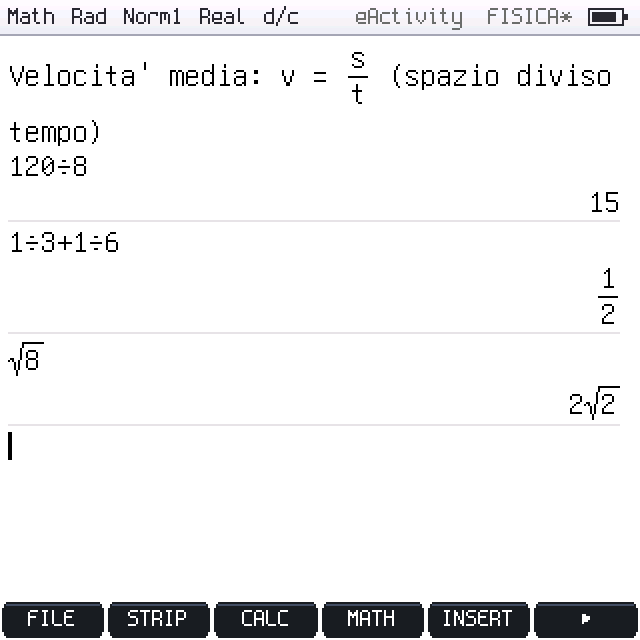 Math Rad Norm1 Real d/c eActivity FISICA*
Velocita' media: v = s/t (spazio diviso
tempo)
120÷8
15
1÷3+1÷6
1/2
√8
2√2
FILE STRIP CALC MATH INSERT ▶